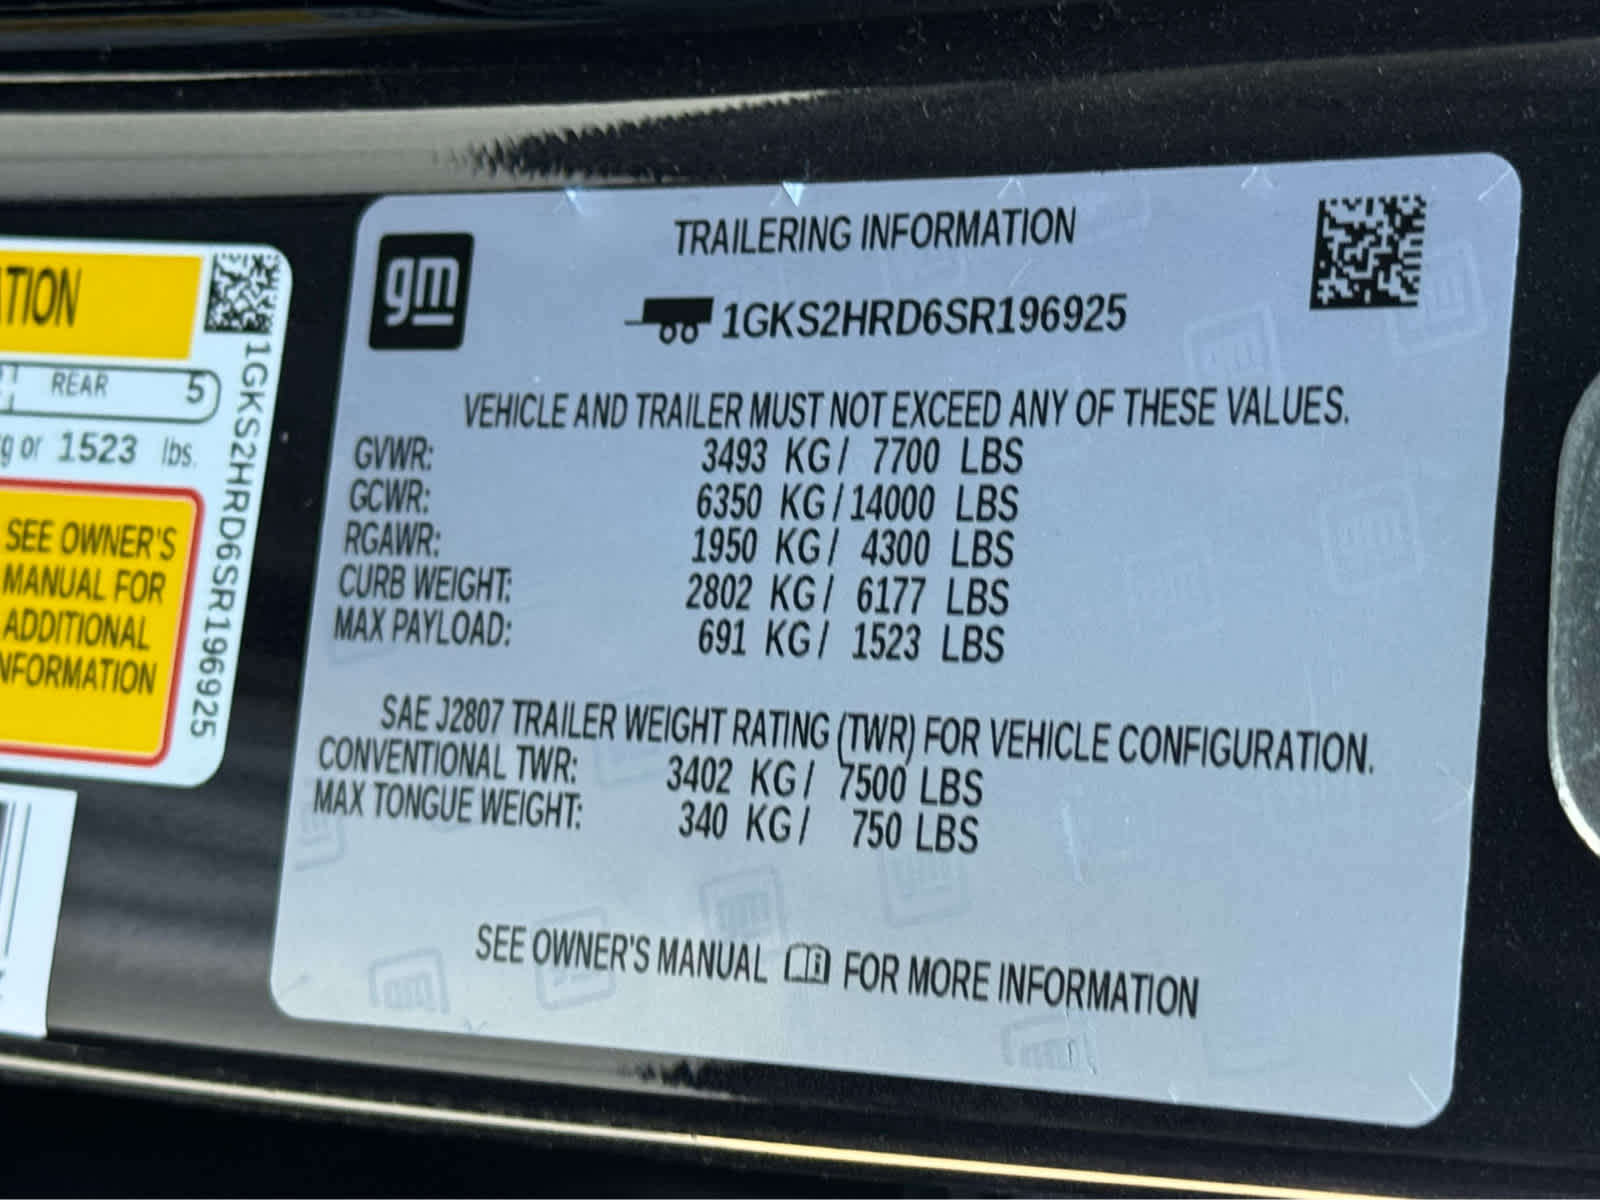 gm
TRAILERING INFORMATION
1GKS2HRD6SR196925
VEHICLE AND TRAILER MUST NOT EXCEED ANY OF THESE VALUES.
GVWR: 3493 KG/ 7700 LBS
GCWR: 6350 KG/14000 LBS
RGAWR: 1950 KG/ 4300 LBS
CURB WEIGHT: 2802 KG/ 6177 LBS
MAX PAYLOAD: 691 KG/ 1523 LBS
SAE J2807 TRAILER WEIGHT RATING (TWR) FOR VEHICLE CONFIGURATION.
CONVENTIONAL TWR: 3402 KG/ 7500 LBS
MAX TONGUE WEIGHT: 340 KG/ 750 LBS
SEE OWNER'S MANUAL FOR MORE INFORMATION
ATION
REAR 5
g or 1523 lbs.
SEE OWNER'S
MANUAL FOR
ADDITIONAL
NFORMATION
1GKS2HRD6SR196925